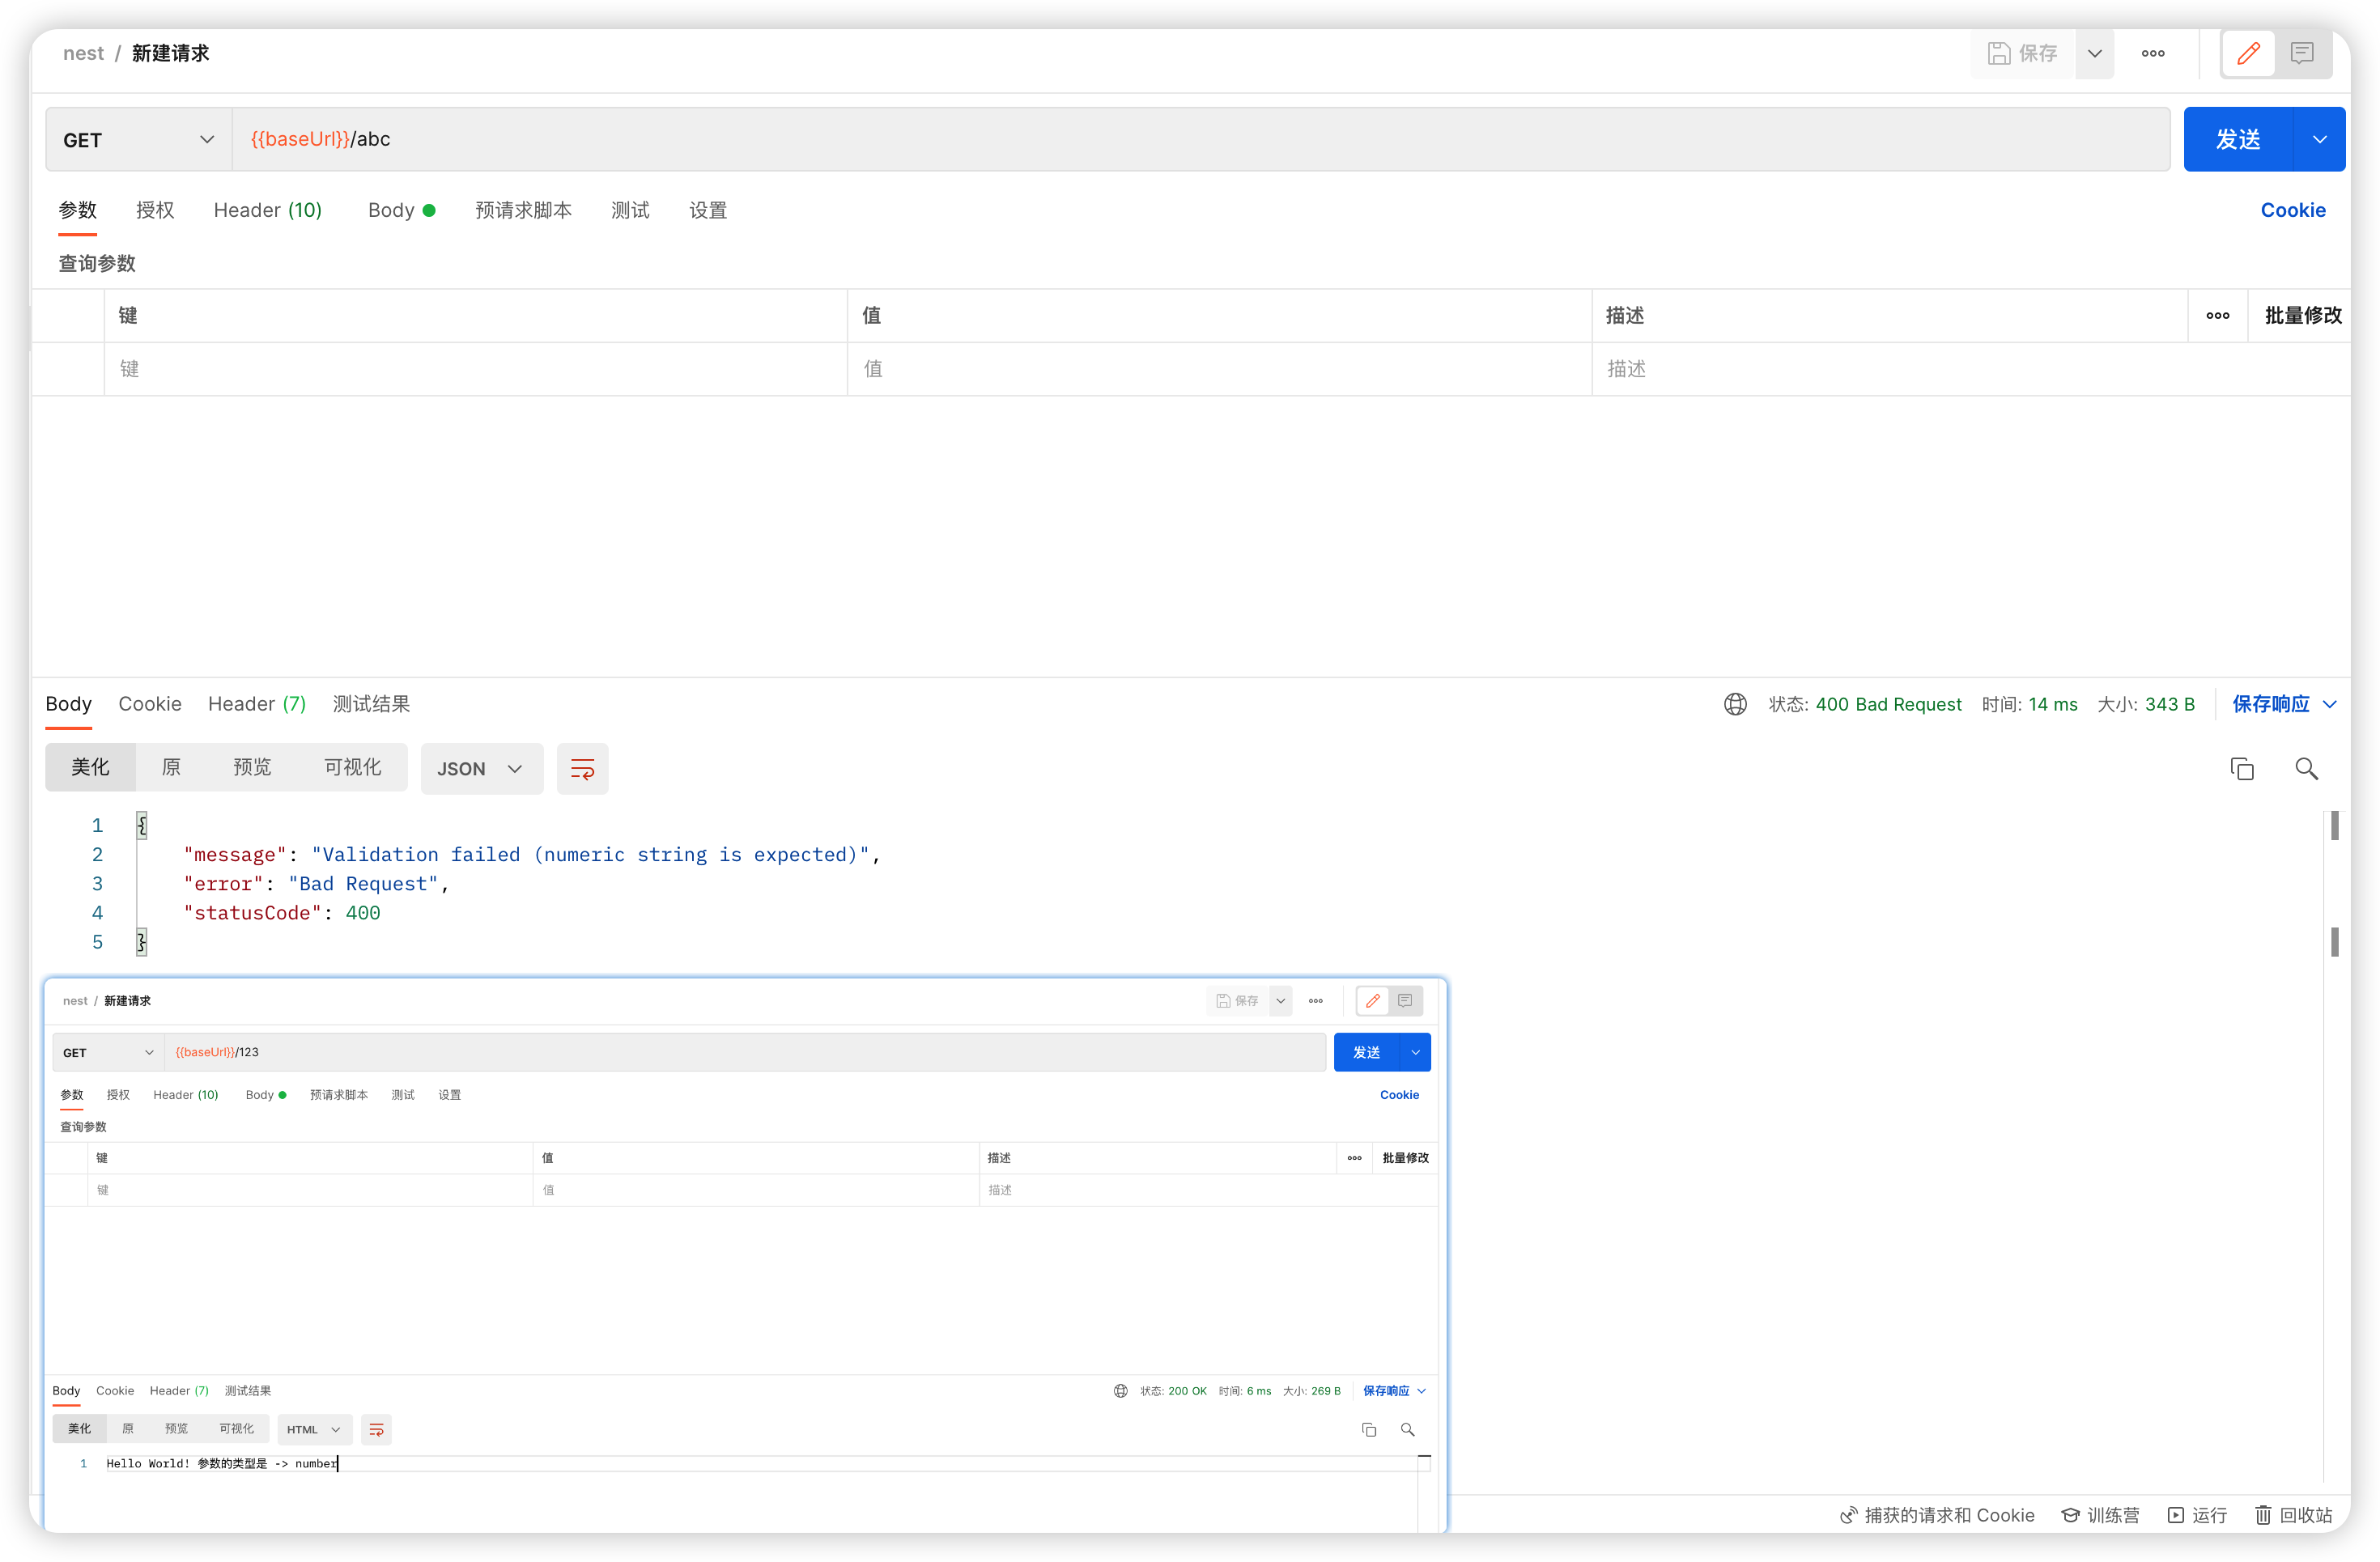 nest / 新建请求 保存
GET {{baseUrl}}/abc 发送
参数 授权 Header (10) Body 预请求脚本 测试 设置 Cookie
查询参数
键 值 描述 批量修改
键 值 描述
Body Cookie Header (7) 测试结果 状态: 400 Bad Request 时间: 14 ms 大小: 343 B 保存响应
美化 原 预览 可视化 JSON
1 {
2 "message": "Validation failed (numeric string is expected)",
3 "error": "Bad Request",
4 "statusCode": 400
5 }
nest / 新建请求 保存
GET {{baseUrl}}/123 发送
参数 授权 Header (10) Body 预请求脚本 测试 设置 Cookie
查询参数
键 值 描述 批量修改
键 值 描述
Body Cookie Header (7) 测试结果 状态: 200 OK 时间: 6 ms 大小: 269 B 保存响应
美化 原 预览 可视化 HTML
1 Hello World! 参数的类型是 -> number
捕获的请求和 Cookie 训练营 运行 回收站